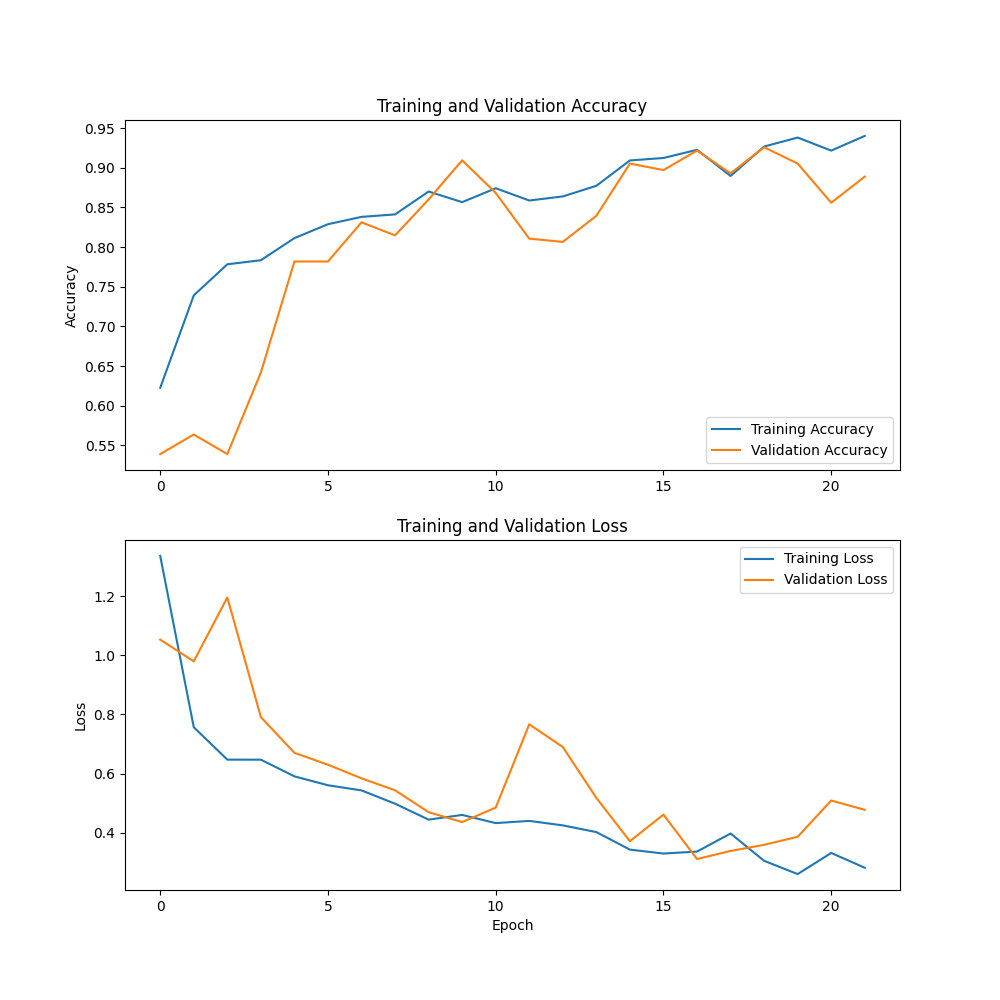 Training and Validation Accuracy
Accuracy
0.95
0.90
0.85
0.80
0.75
0.70
0.65
0.60
0.55
Training Accuracy
Validation Accuracy
0 5 10 15 20
Training and Validation Loss
Loss
1.2
1.0
0.8
0.6
0.4
Training Loss
Validation Loss
0 5 10 15 20
Epoch